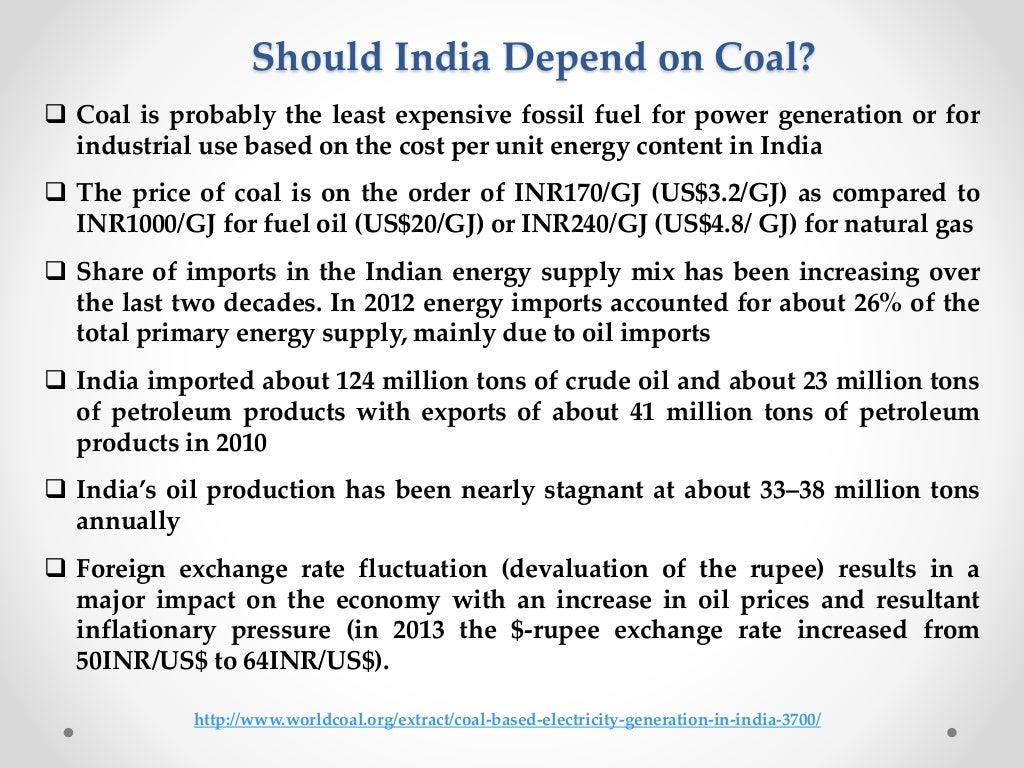 Should India Depend on Coal?
❑ Coal is probably the least expensive fossil fuel for power generation or for
industrial use based on the cost per unit energy content in India
❑ The price of coal is on the order of INR170/GJ (US$3.2/GJ) as compared to
INR1000/GJ for fuel oil (US$20/GJ) or INR240/GJ (US$4.8/ GJ) for natural gas
❑ Share of imports in the Indian energy supply mix has been increasing over
the last two decades. In 2012 energy imports accounted for about 26% of the
total primary energy supply, mainly due to oil imports
❑ India imported about 124 million tons of crude oil and about 23 million tons
of petroleum products with exports of about 41 million tons of petroleum
products in 2010
❑ India’s oil production has been nearly stagnant at about 33–38 million tons
annually
❑ Foreign exchange rate fluctuation (devaluation of the rupee) results in a
major impact on the economy with an increase in oil prices and resultant
inflationary pressure (in 2013 the $-rupee exchange rate increased from
50INR/US$ to 64INR/US$).
http://www.worldcoal.org/extract/coal-based-electricity-generation-in-india-3700/